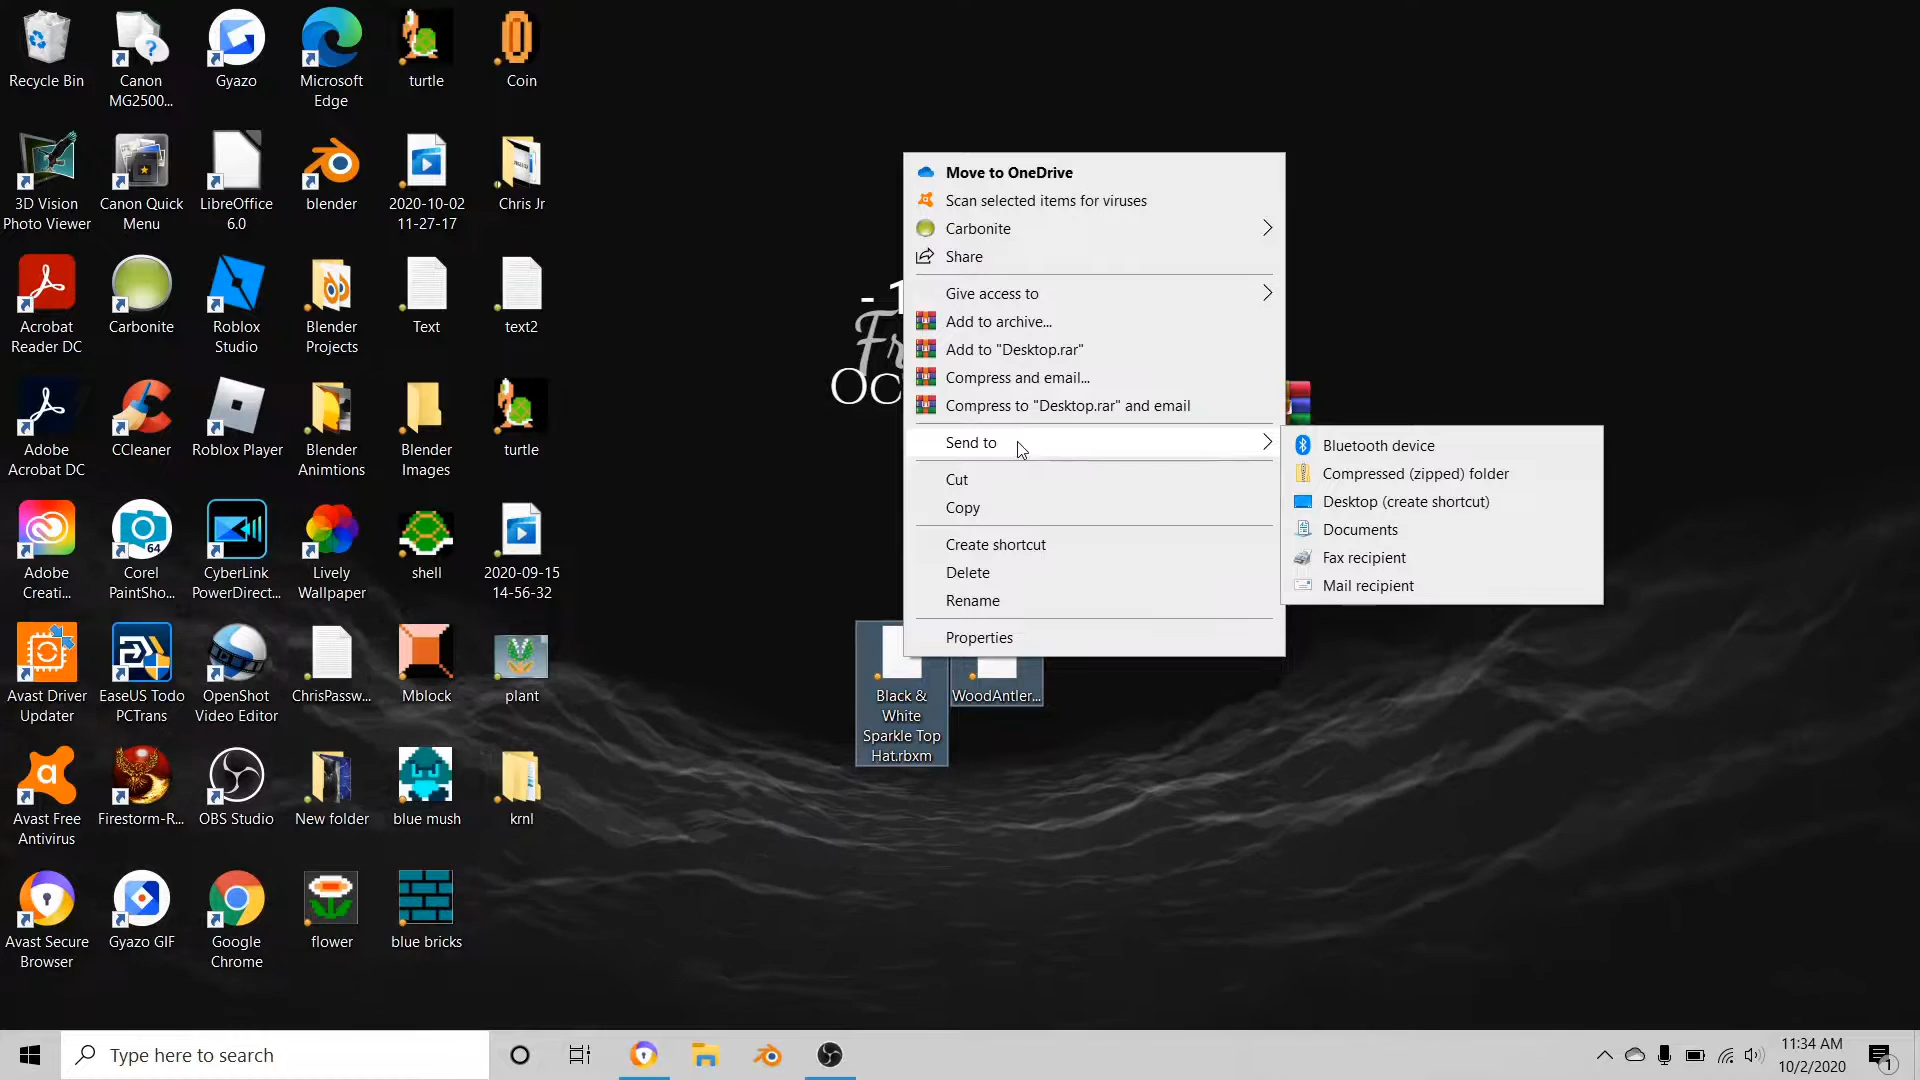 Recycle Bin
Canon
MG2500...
Gyazo
Microsoft
Edge
turtle
Coin
3D Vision
Photo Viewer
Canon Quick
Menu
LibreOffice
6.0
blender
2020-10-02
11-27-17
Chris Jr
Acrobat
Reader DC
Carbonite
Roblox
Studio
Blender
Projects
Text
text2
Adobe
Acrobat DC
CCleaner
Roblox Player
Blender
Animtions
Blender
Images
turtle
Adobe
Creati...
Corel
PaintSho...
CyberLink
PowerDirect...
Lively
Wallpaper
shell
2020-09-15
14-56-32
Avast Driver
Updater
EaseUS Todo
PCTrans
OpenShot
Video Editor
ChrisPassw...
Mblock
plant
Avast Free
Antivirus
Firestorm-R...
OBS Studio
New folder
blue mush
krnl
Avast Secure
Browser
Gyazo GIF
Google
Chrome
flower
blue bricks
Move to OneDrive
Scan selected items for viruses
Carbonite
Share
Give access to
Add to archive...
Add to "Desktop.rar"
Compress and email...
Compress to "Desktop.rar" and email
Send to
Cut
Copy
Create shortcut
Delete
Rename
Properties
Bluetooth device
Compressed (zipped) folder
Desktop (create shortcut)
Documents
Fax recipient
Mail recipient
Black &
White
Sparkle Top
Hat.rbxm
WoodAntler...
Type here to search
11:34 AM
10/2/2020
1